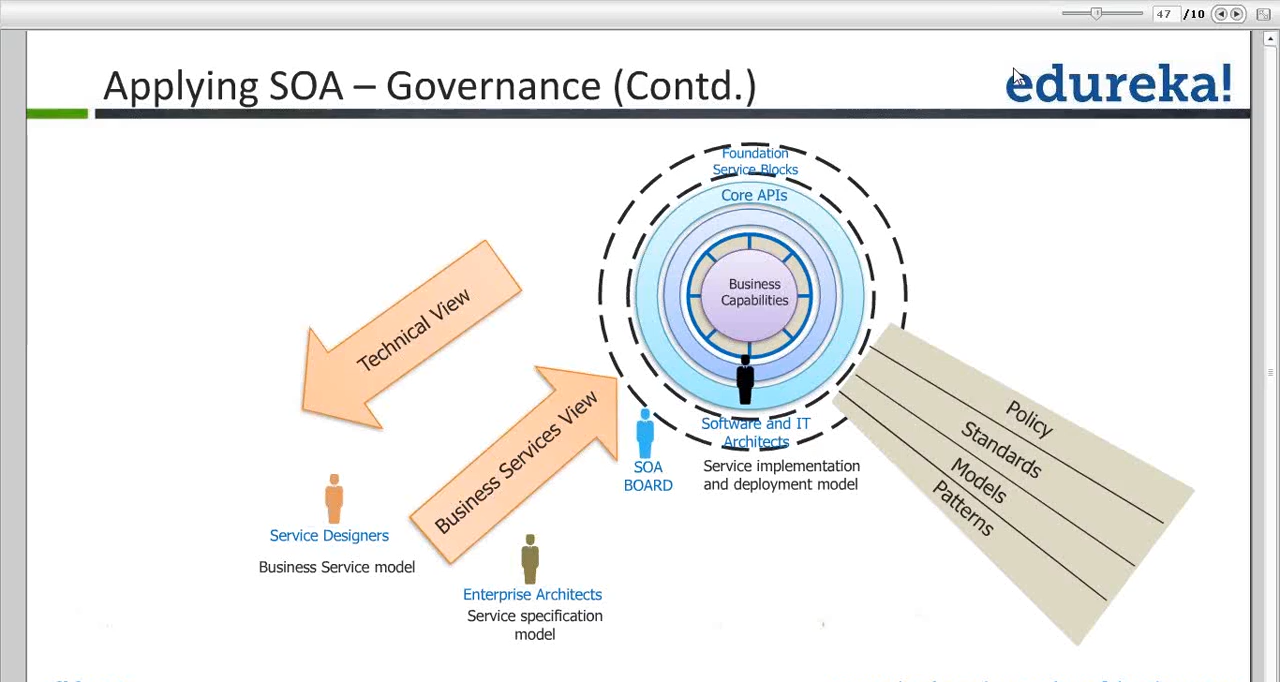 47 /10
Applying SOA – Governance (Contd.)
edureka!
Foundation
Service Blocks
Core APIs
Business
Capabilities
Technical View
Business Services View
Policy
Standards
Models
Patterns
Software and IT
Architects
SOA
BOARD
Service implementation
and deployment model
Service Designers
Business Service model
Enterprise Architects
Service specification
model